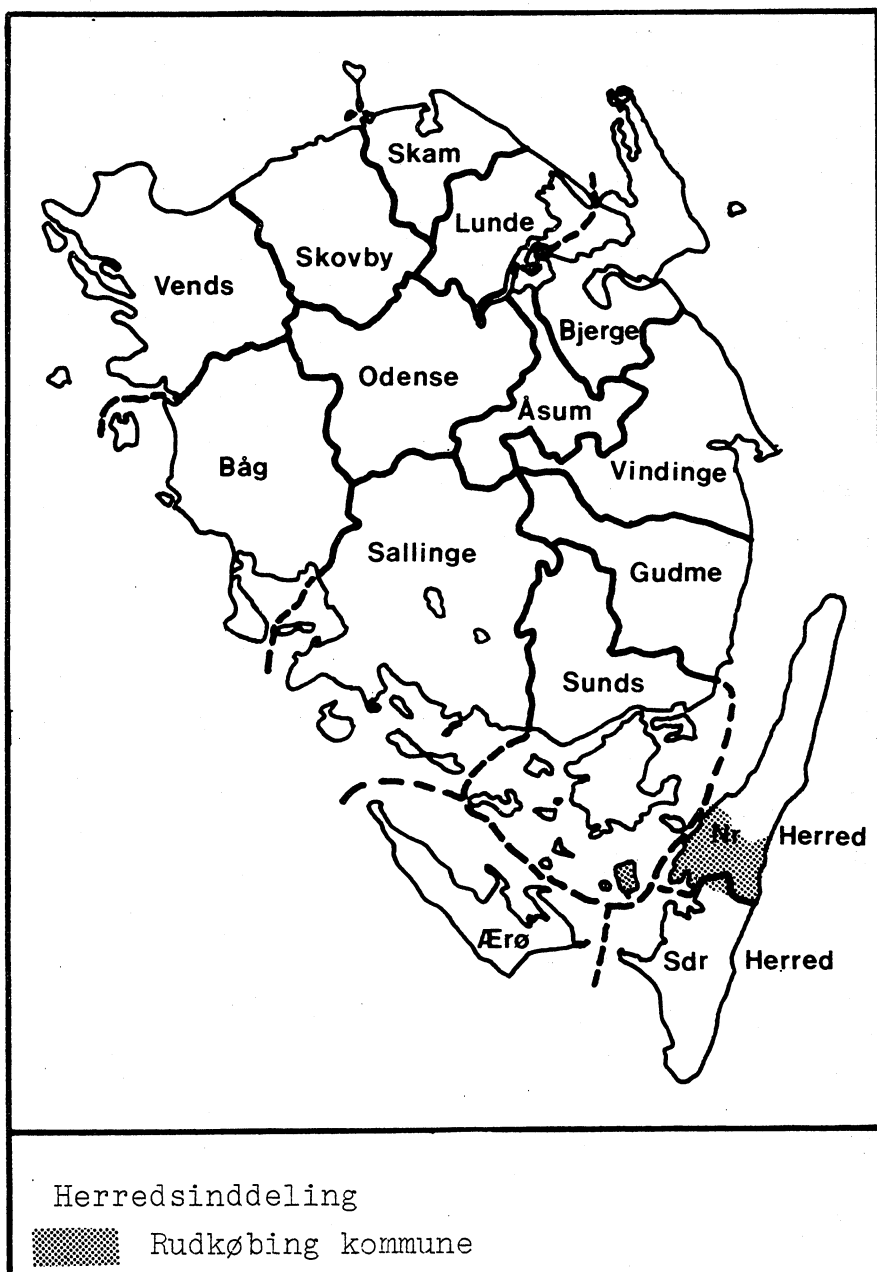 Skam
Lunde
Skovby
Vends
Bjerge
Odense
Åsum
Båg
Vindinge
Sallinge
Gudme
Sunds
Nr Herred
Ærø
Sdr Herred
Herredsinddeling
Rudkøbing kommune